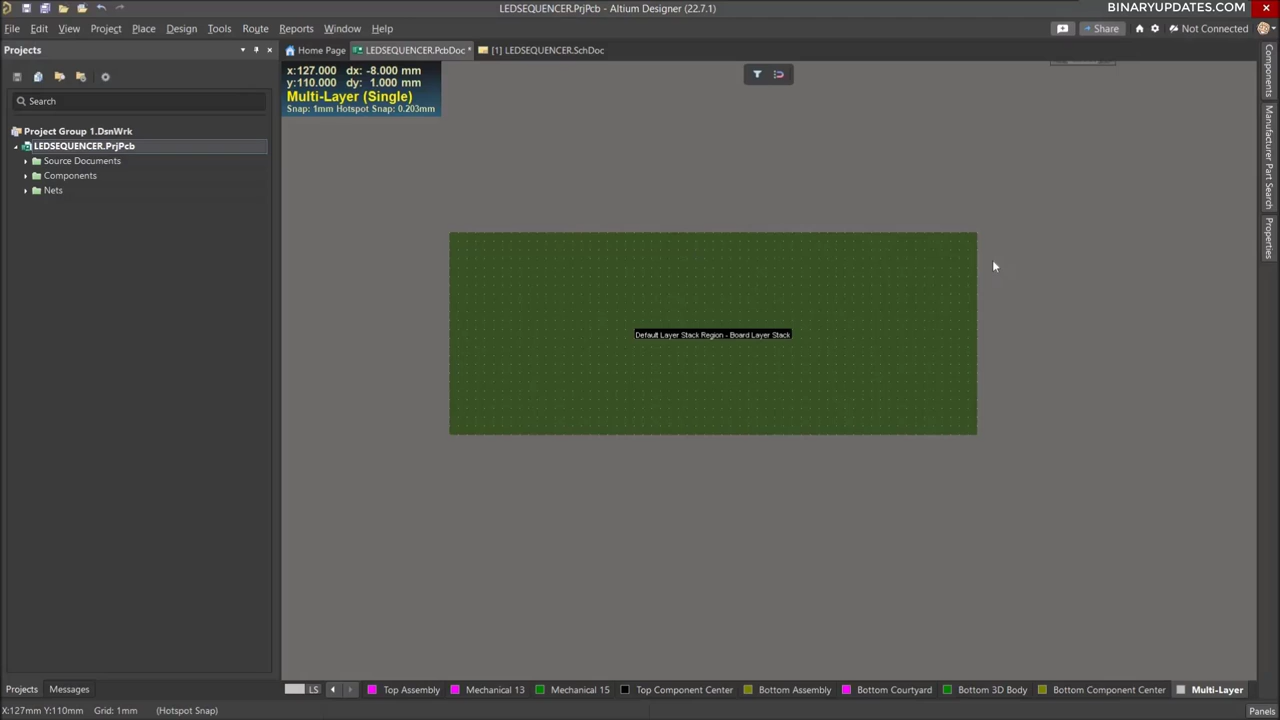 LEDSEQUENCER.PrjPcb - Altium Designer (22.7.1)
BINARYUPDATES.COM
File Edit View Project Place Design Tools Route Reports Window Help
Share
Not Connected
Projects
Home Page
LEDSEQUENCER.PcbDoc *
[1] LEDSEQUENCER.SchDoc
Search
Project Group 1.DsnWrk
LEDSEQUENCER.PrjPcb
Source Documents
Components
Nets
x:127.000 dx: -8.000 mm
y:110.000 dy: 1.000 mm
Multi-Layer (Single)
Snap: 1mm Hotspot Snap: 0.203mm
Default Layer Stack Region - Board Layer Stack
Components
Manufacturer Part Search
Properties
Projects Messages
LS Top Assembly Mechanical 13 Mechanical 15 Top Component Center Bottom Assembly Bottom Courtyard Bottom 3D Body Bottom Component Center Multi-Layer
X:127mm Y:110mm Grid: 1mm (Hotspot Snap)
Panels